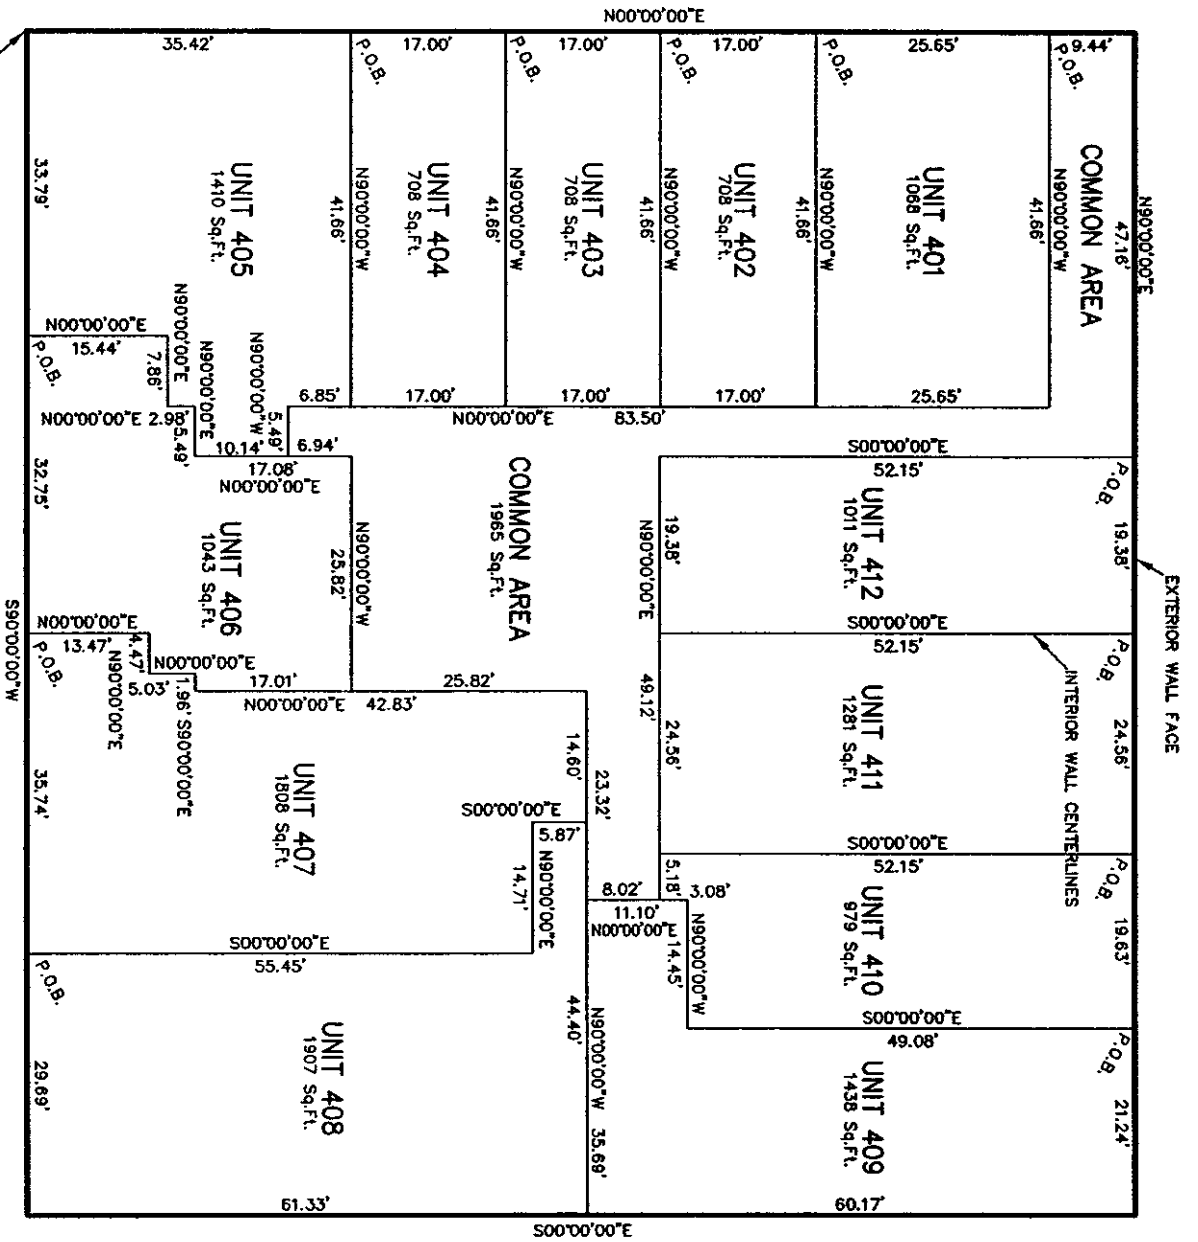 N00°00'00"E
35.42'
17.00'
17.00'
17.00'
25.65'
9.44'
P.O.B.
P.O.B.
P.O.B.
P.O.B.
P.O.B.
COMMON AREA
N90°00'00"E
47.16'
N90°00'00"W
41.66'
UNIT 401
1068 Sq.Ft.
N90°00'00"W
41.66'
UNIT 402
708 Sq.Ft.
N90°00'00"W
41.66'
UNIT 403
708 Sq.Ft.
N90°00'00"W
41.66'
UNIT 404
708 Sq.Ft.
N90°00'00"W
41.66'
UNIT 405
1410 Sq.Ft.
33.79'
N00°00'00"E
15.44'
P.O.B.
N90°00'00"E
7.86'
N90°00'00"E
N90°00'00"W
5.49'
6.85'
17.00'
17.00'
17.00'
25.65'
N00°00'00"E
83.50'
N00°00'00"E
2.98'
5.49'
10.14'
6.94'
17.08'
N00°00'00"E
32.75'
S00°00'00"E
52.15'
P.O.B.
19.38'
EXTERIOR WALL FACE
UNIT 412
1011 Sq.Ft.
19.38'
N90°00'00"E
COMMON AREA
1965 Sq.Ft.
N90°00'00"W
25.82'
UNIT 406
1043 Sq.Ft.
S90°00'00"W
N00°00'00"E
13.47'
P.O.B.
4.47'
N90°00'00"E
N00°00'00"E
5.03'
1.96'
S90°00'00"E
17.01'
N00°00'00"E
42.83'
25.82'
S00°00'00"E
52.15'
P.O.B.
24.56'
INTERIOR WALL CENTERLINES
UNIT 411
1281 Sq.Ft.
49.12'
24.56'
14.60'
23.32'
35.74'
UNIT 407
1808 Sq.Ft.
S00°00'00"E
5.87'
N90°00'00"E
14.71'
S00°00'00"E
52.15'
P.O.B.
19.63'
5.18'
3.08'
8.02'
11.10'
N00°00'00"E
UNIT 410
979 Sq.Ft.
N90°00'00"W
14.45'
S00°00'00"E
55.45'
P.O.B.
S00°00'00"E
49.08'
P.O.B.
21.24'
44.40'
N90°00'00"W
35.69'
UNIT 408
1907 Sq.Ft.
29.69'
UNIT 409
1438 Sq.Ft.
61.33'
60.17'
S00°00'00"E